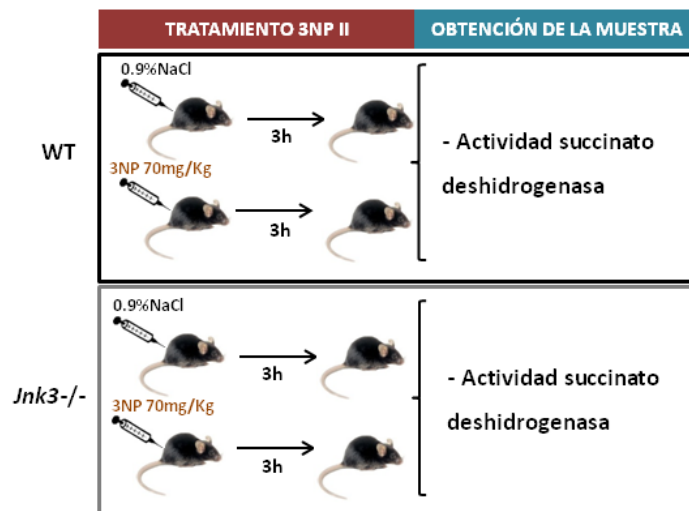 TRATAMIENTO 3NP II
OBTENCIÓN DE LA MUESTRA
WT
0.9%NaCl
3h
3NP 70mg/Kg
3h
- Actividad succinato
deshidrogenasa
Jnk3-/-
0.9%NaCl
3h
3NP 70mg/Kg
3h
- Actividad succinato
deshidrogenasa